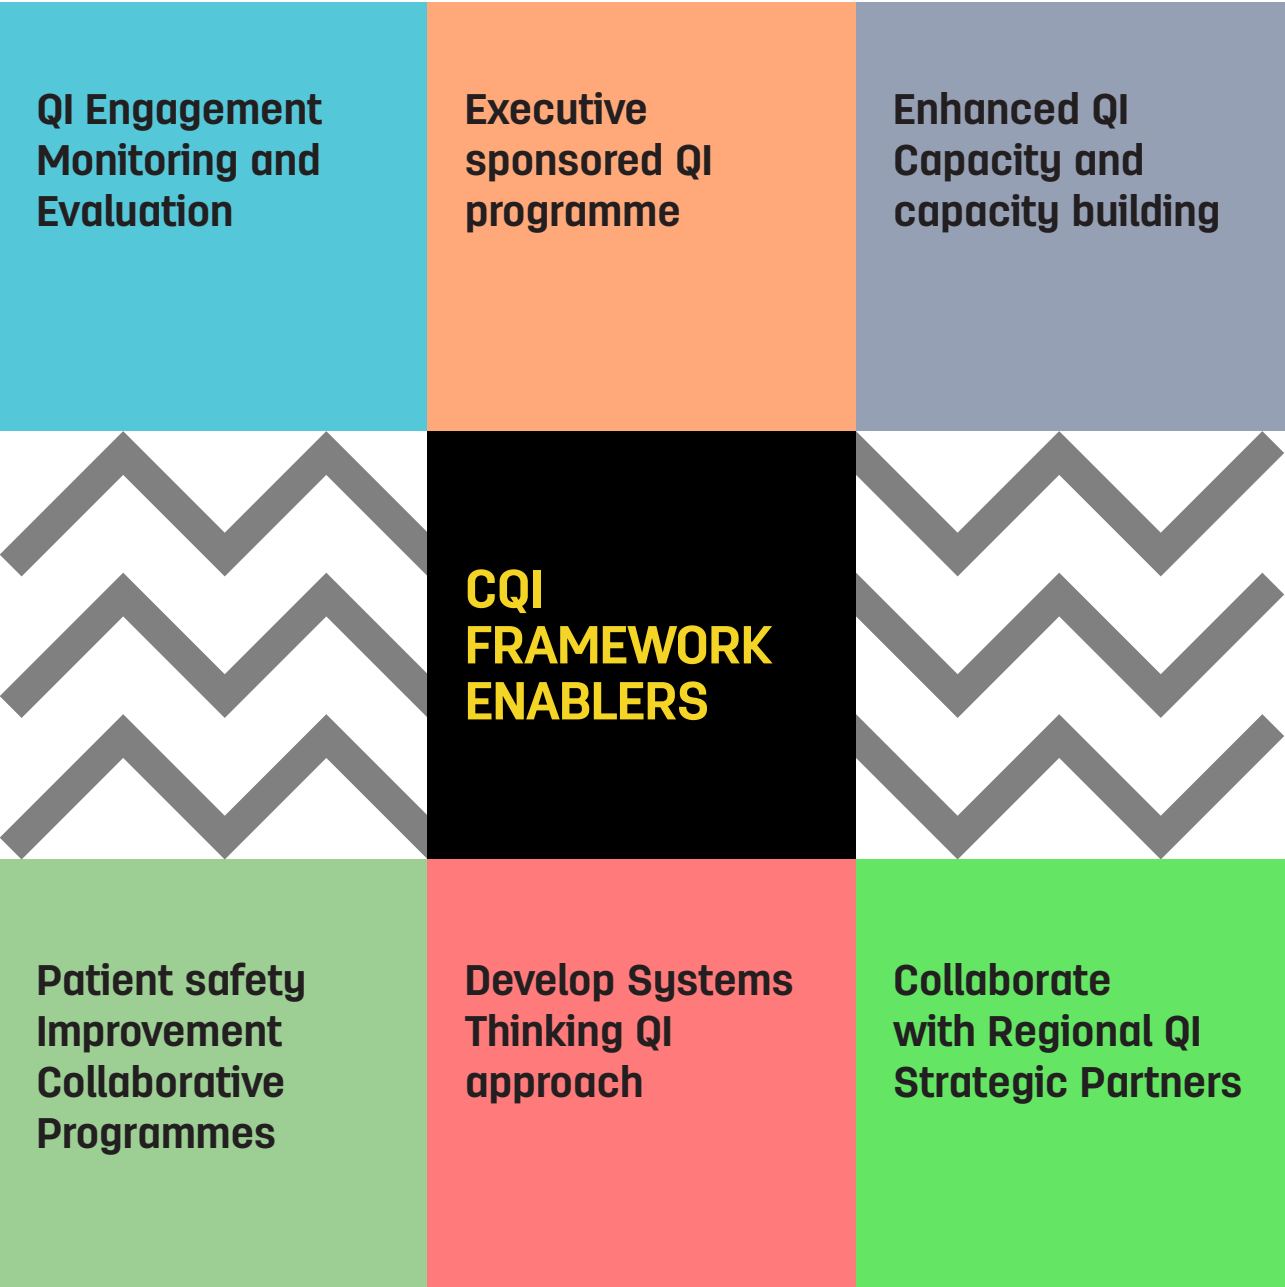 QI Engagement
Monitoring and
Evaluation
Executive
sponsored QI
programme
Enhanced QI
Capacity and
capacity building
CQI
FRAMEWORK
ENABLERS
Patient safety
Improvement
Collaborative
Programmes
Develop Systems
Thinking QI
approach
Collaborate
with Regional QI
Strategic Partners